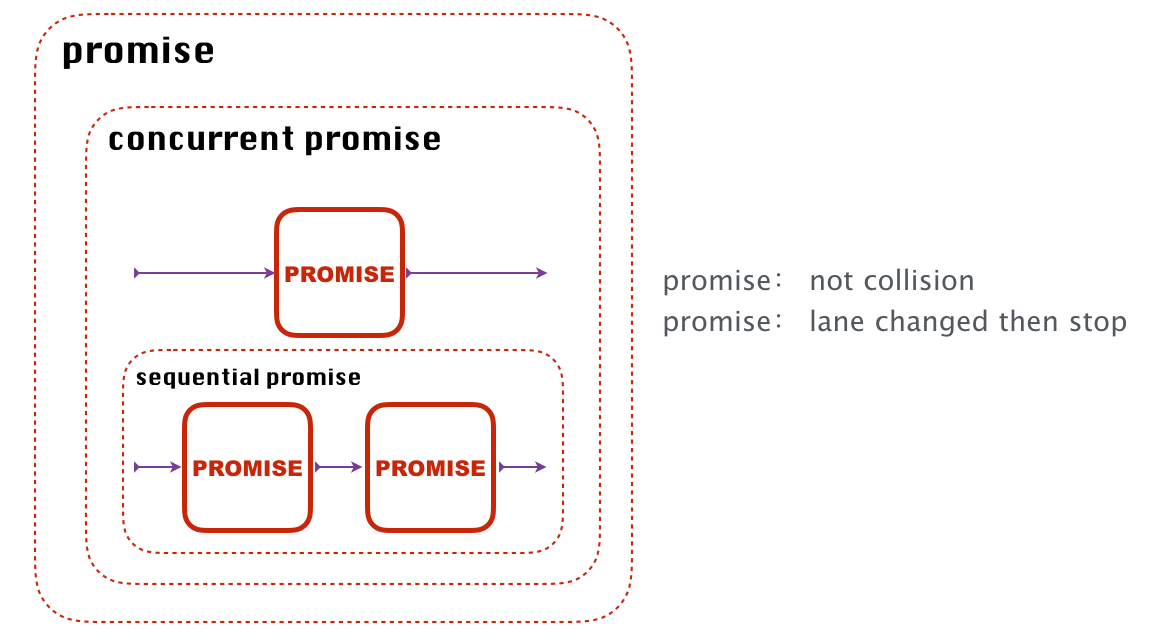 promise
concurrent promise
PROMISE
promise： not collision
promise： lane changed then stop
sequential promise
PROMISE
PROMISE